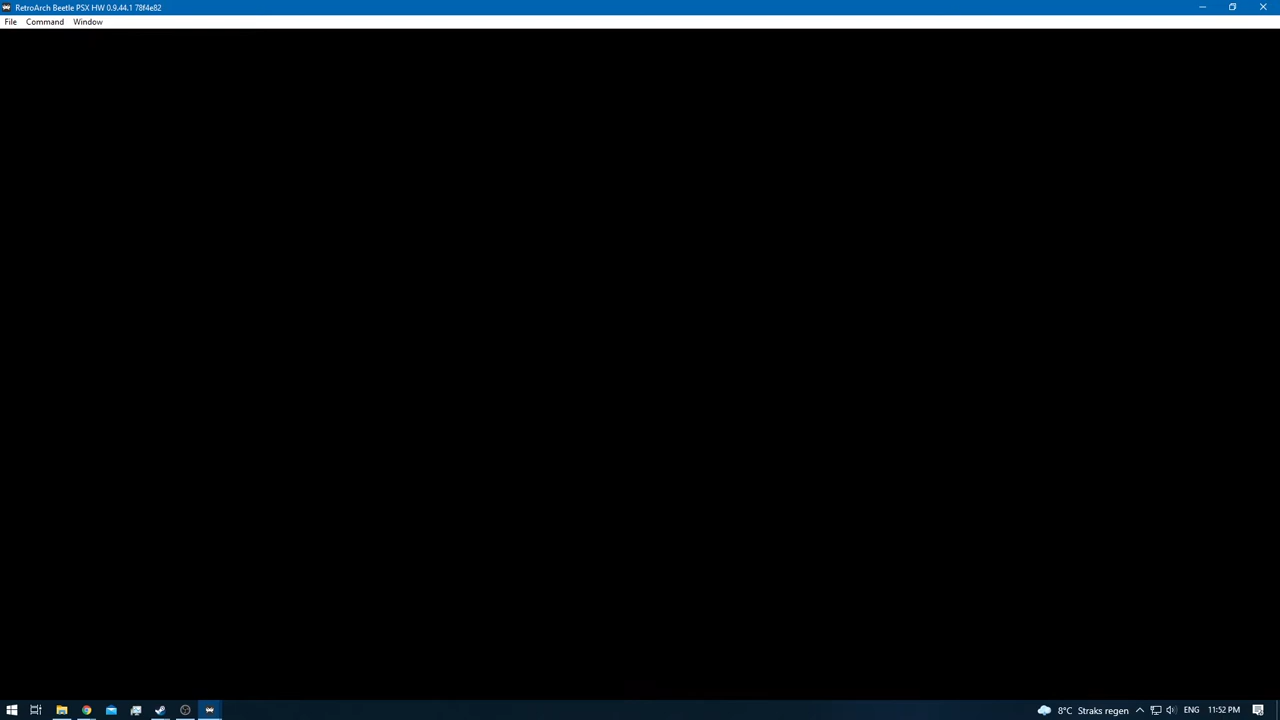 RetroArch Beetle PSX HW 0.9.44.1 78f4e82
File Command Window
8°C Straks regen ENG 11:52 PM